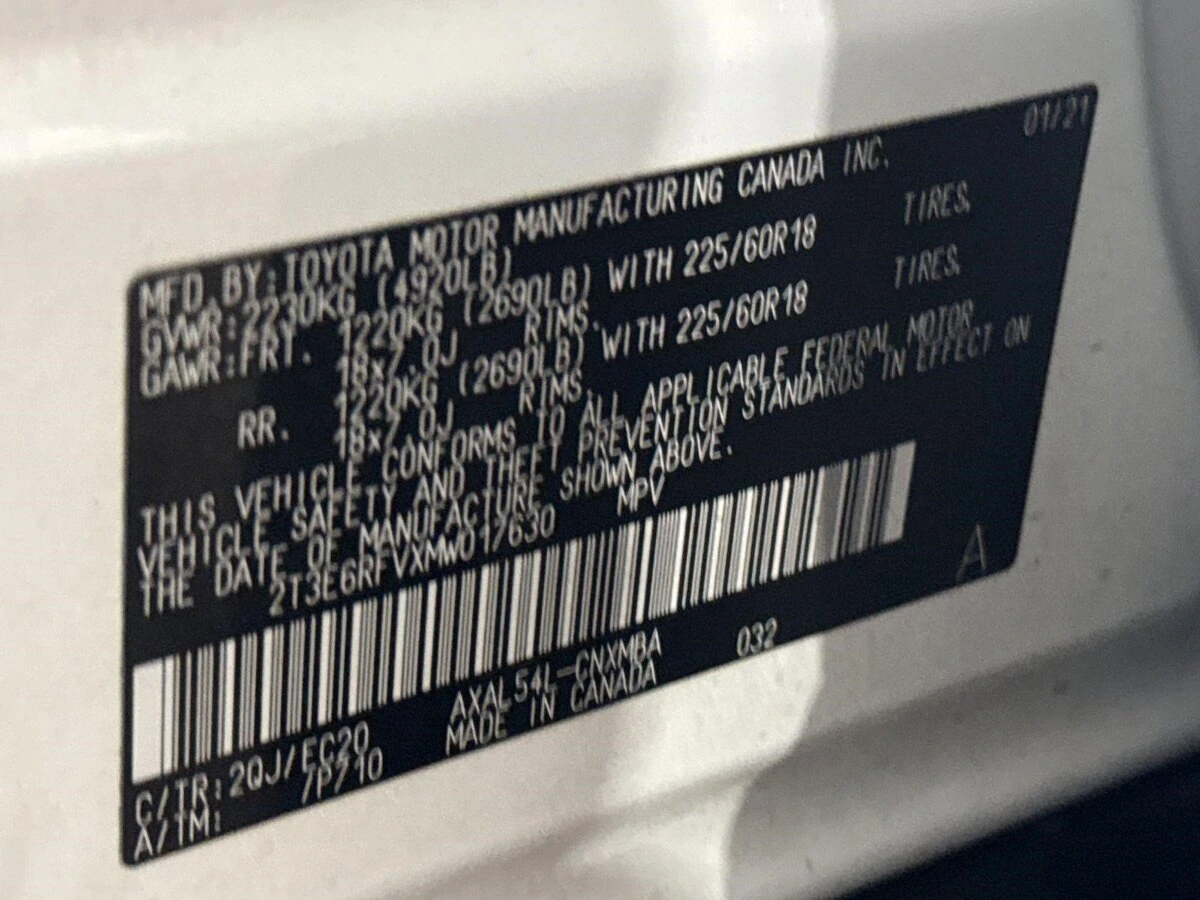 01/21
MFD. BY: TOYOTA MOTOR MANUFACTURING CANADA INC.
GVWR: 2230KG (4920LB)
GAWR: FRT. 1220KG (2690LB) WITH 225/60R18 TIRES,
18x7.0J RIMS.
RR. 1220KG (2690LB) WITH 225/60R18 TIRES,
18x7.0J RIMS.
THIS VEHICLE CONFORMS TO ALL APPLICABLE FEDERAL MOTOR
VEHICLE SAFETY AND THEFT PREVENTION STANDARDS IN EFFECT ON
THE DATE OF MANUFACTURE SHOWN ABOVE.
2T3E6RFVXMW017630 MPV
A
C/TR: 2QJ/EC20 AXAL54L-CNXMBA 032
A/TM: 7P710 MADE IN CANADA